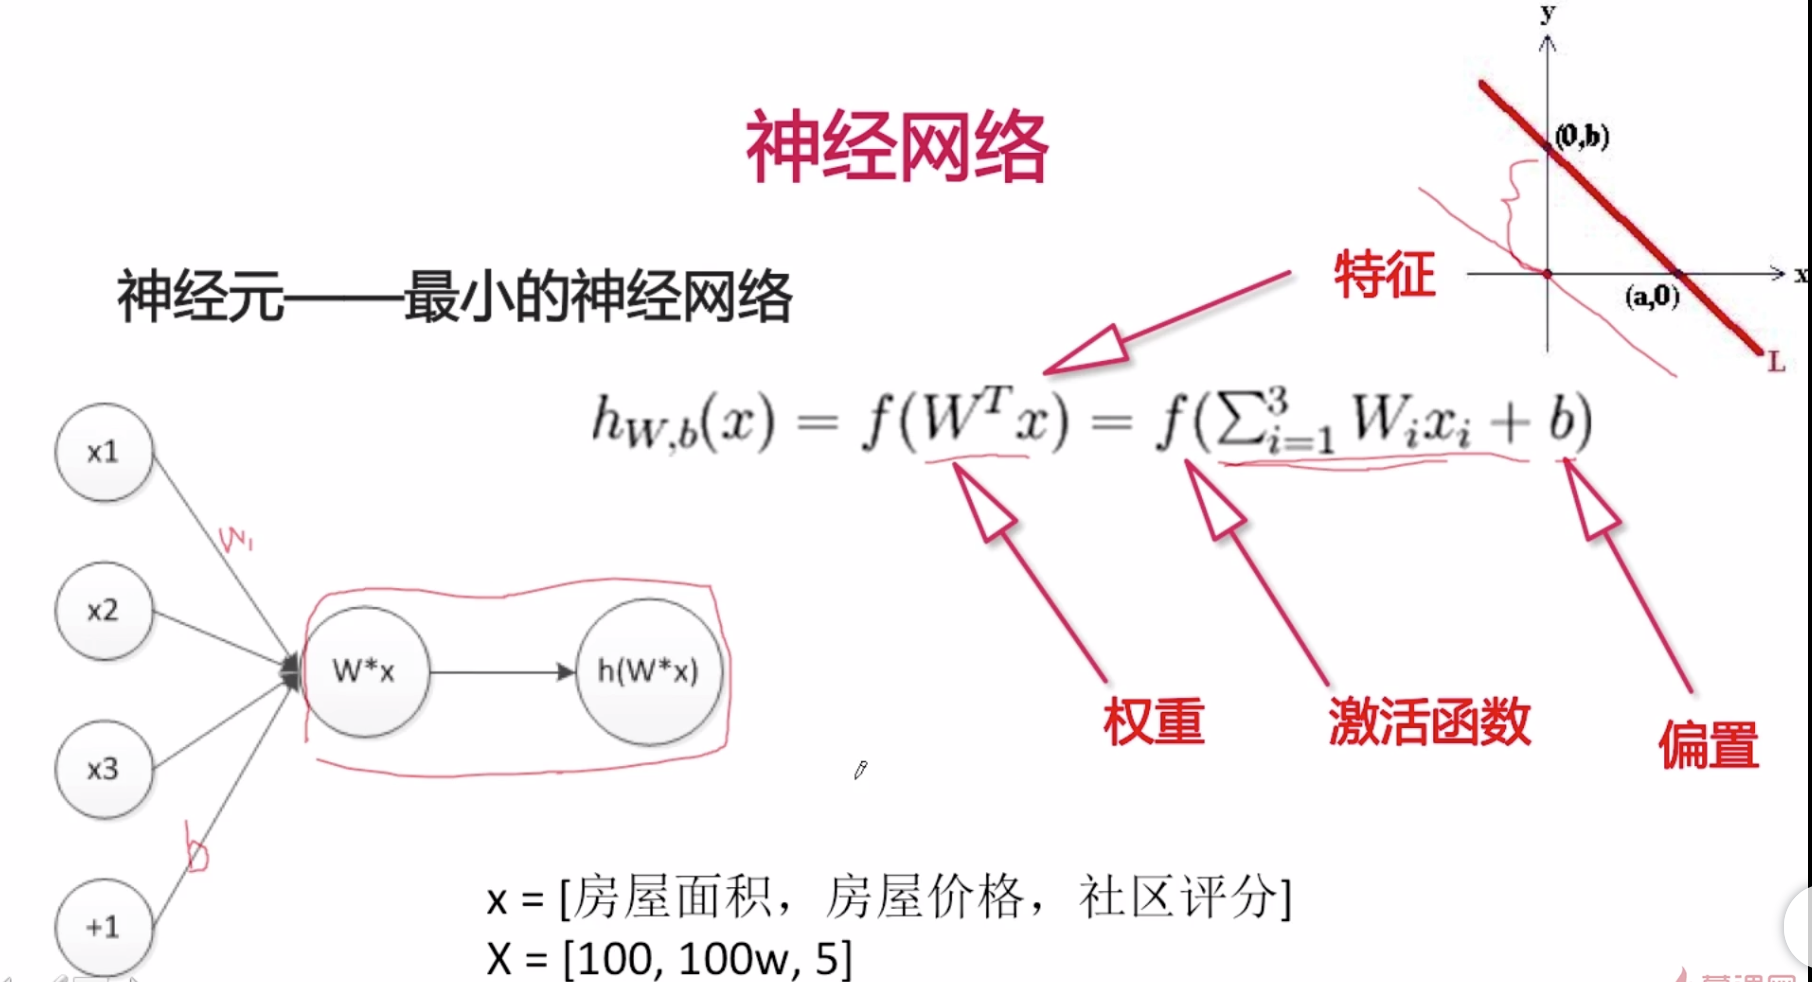 神经网络
y
(0,b)
x
(a,0)
L
神经元——最小的神经网络
特征
h_{W,b}(x) = f(W^T x) = f(∑_{i=1}^3 W_i x_i + b)
x1
W₁
x2
W*x
h(W*x)
x3
b
+1
权重
激活函数
偏置
x = [房屋面积，房屋价格，社区评分]
X = [100, 100w, 5]